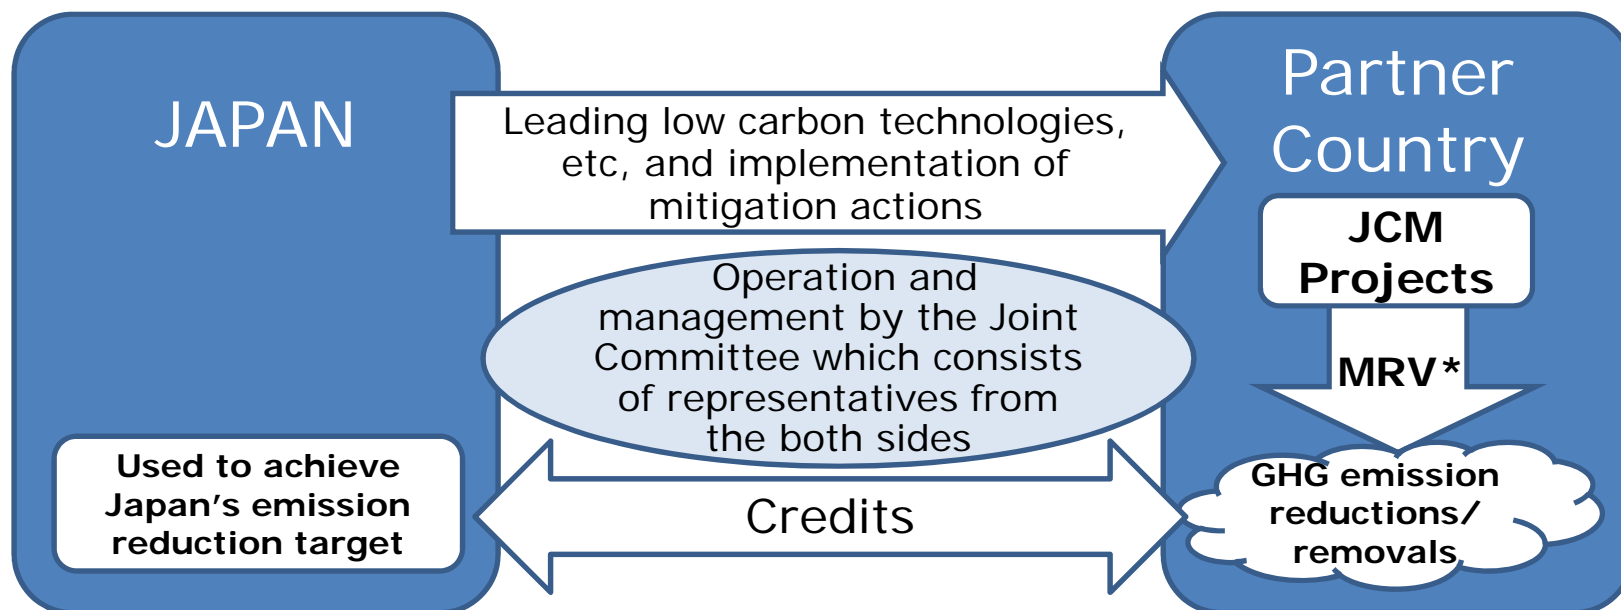 JAPAN
Leading low carbon technologies,
etc, and implementation of
mitigation actions
Partner
Country
JCM
Projects
Operation and
management by the Joint
Committee which consists
of representatives from
the both sides
MRV*
Used to achieve
Japan's emission
reduction target
Credits
GHG emission
reductions/
removals